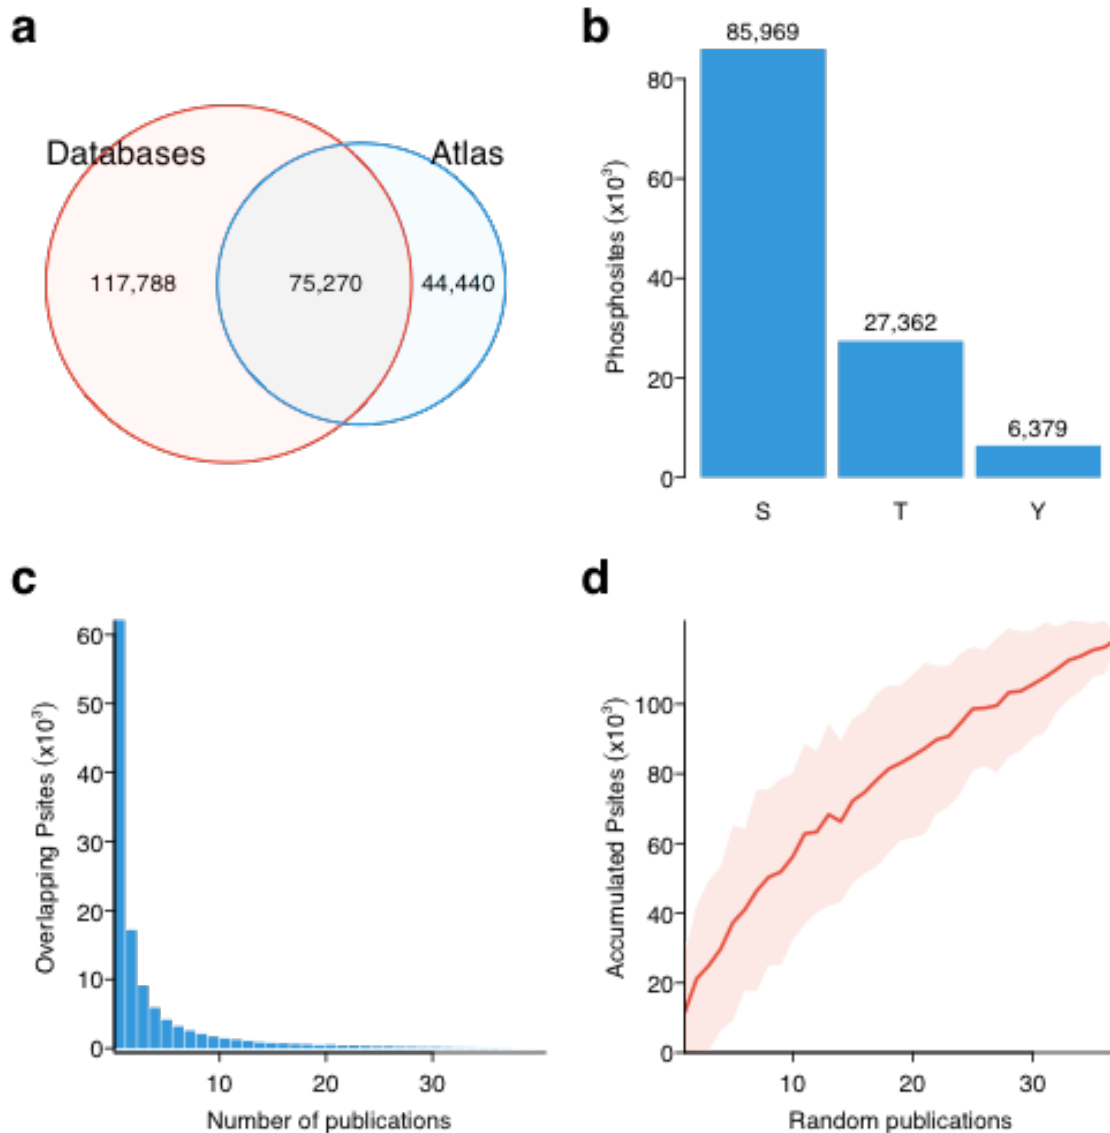 a
Databases Atlas
117,788 75,270 44,440
b
85,969
27,362
6,379
Phosphosites (x10³)
80
60
40
20
0
S T Y
c
Overlapping Psites (x10³)
60
50
40
30
20
10
0
10 20 30
Number of publications
d
Accumulated Psites (x10³)
100
80
60
40
20
0
10 20 30
Random publications